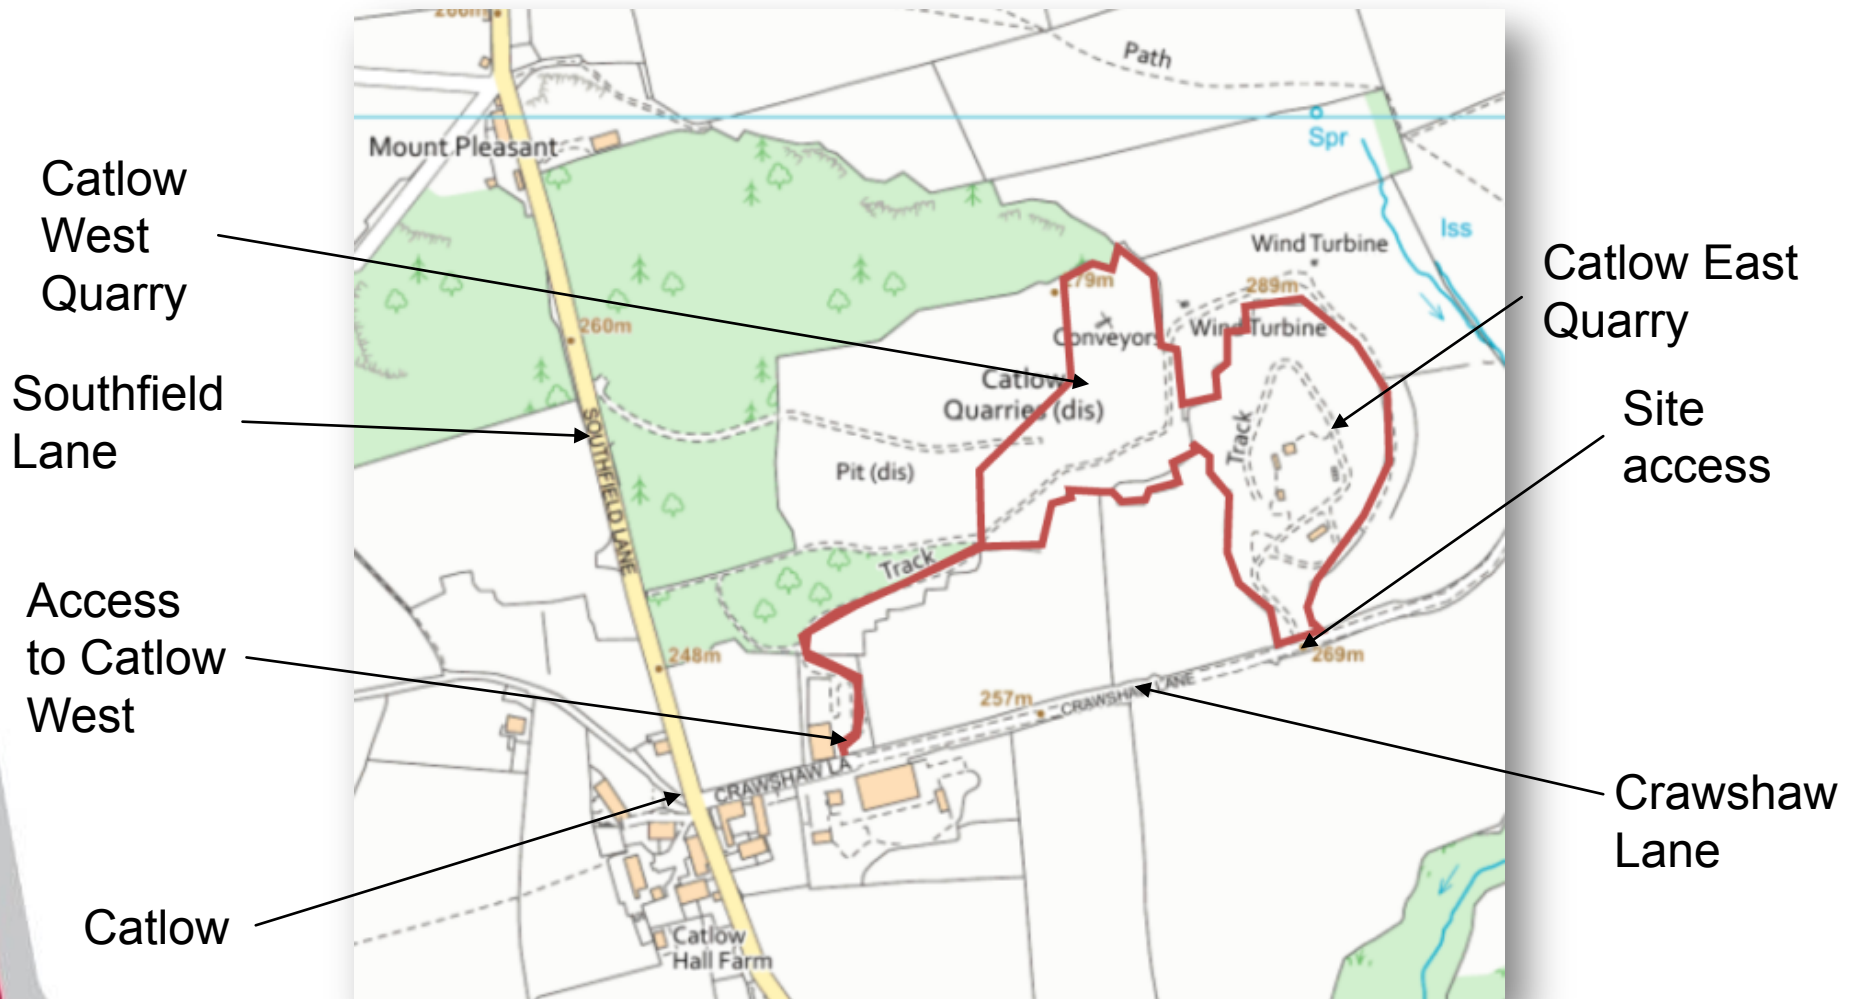 Path
Spr
Mount Pleasant
Catlow
West
Quarry
Iss
Wind Turbine
Catlow East
Quarry
279m
289m
260m
Conveyors
Wind Turbine
Southfield
Lane
Catlow
Quarries (dis)
Site
access
SOUTHFIELD LANE
Track
Pit (dis)
Track
Access
to Catlow
West
248m
269m
257m
CRAWSHAW LANE
CRAWSHAW LA
Crawshaw
Lane
Catlow
Catlow
Hall Farm